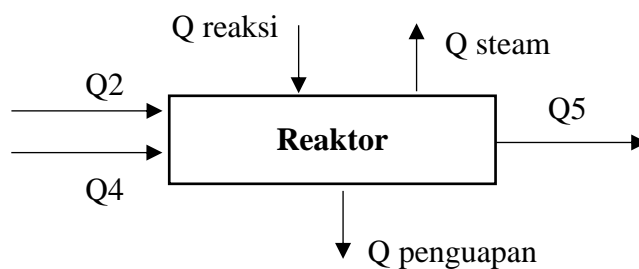 Q reaksi
Q steam
Q2
Q5
Reaktor
Q4
Q penguapan